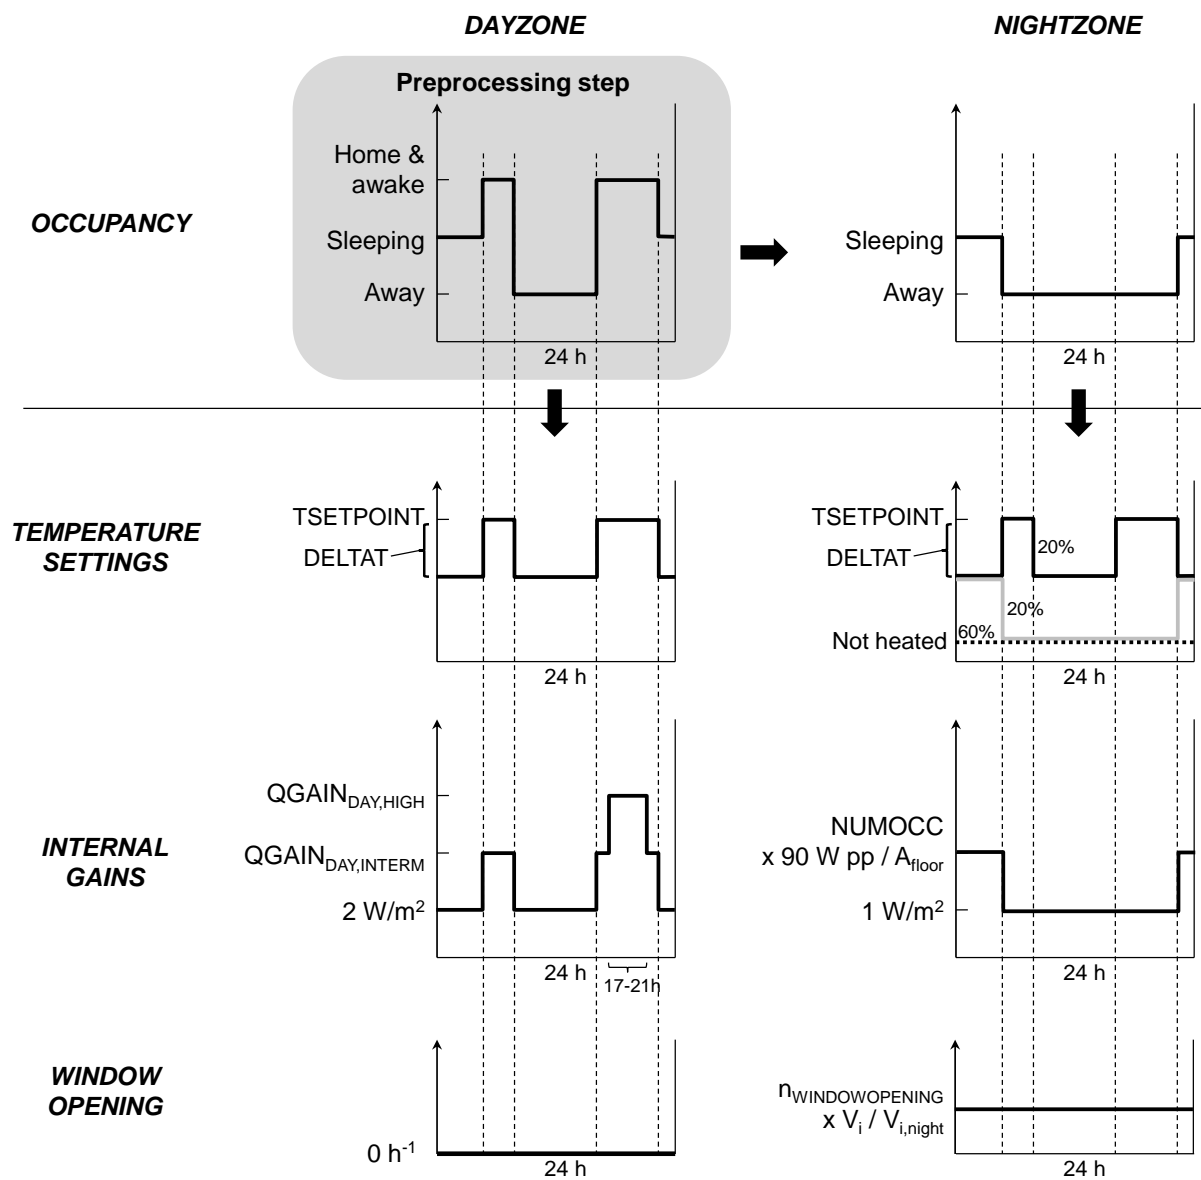 DAYZONE
NIGHTZONE
Preprocessing step
OCCUPANCY
Home &
awake
Sleeping
Away
24 h
Sleeping
Away
24 h
TEMPERATURE
SETTINGS
TSETPOINT
DELTAT
24 h
TSETPOINT
DELTAT
20%
20%
60%
Not heated
24 h
INTERNAL
GAINS
QGAIN_DAY,HIGH
QGAIN_DAY,INTERM
2 W/m²
24 h
17-21h
NUMOCC
x 90 W pp / A_floor
1 W/m²
24 h
WINDOW
OPENING
0 h⁻¹
24 h
n_WINDOWOPENING
x V_i / V_i,night
24 h